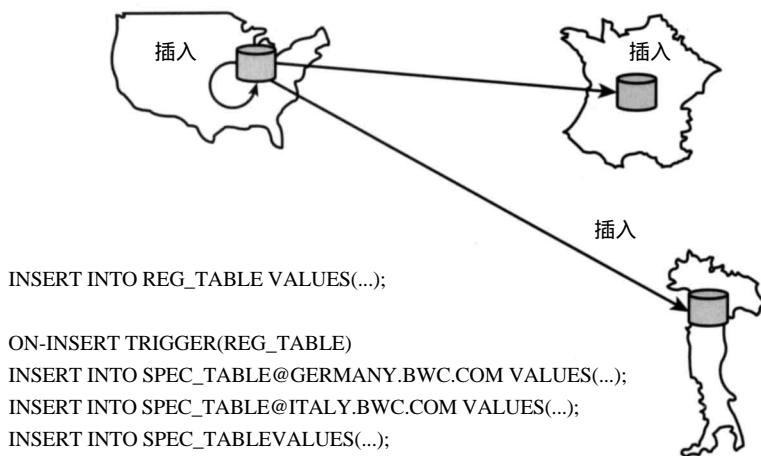 插入
插入
插入
INSERT INTO REG_TABLE VALUES(...);
ON-INSERT TRIGGER(REG_TABLE)
INSERT INTO SPEC_TABLE@GERMANY.BWC.COM VALUES(...);
INSERT INTO SPEC_TABLE@ITALY.BWC.COM VALUES(...);
INSERT INTO SPEC_TABLEVALUES(...);